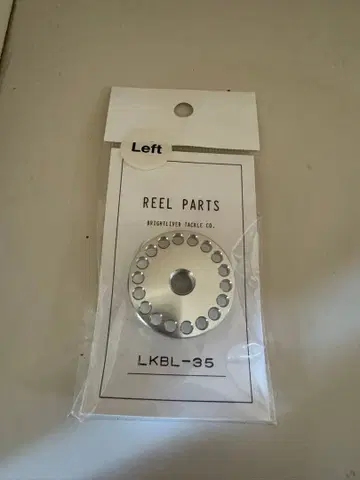 Left
REEL PARTS
BRIGHTLIVER TACKLE CO.
LKBL-35